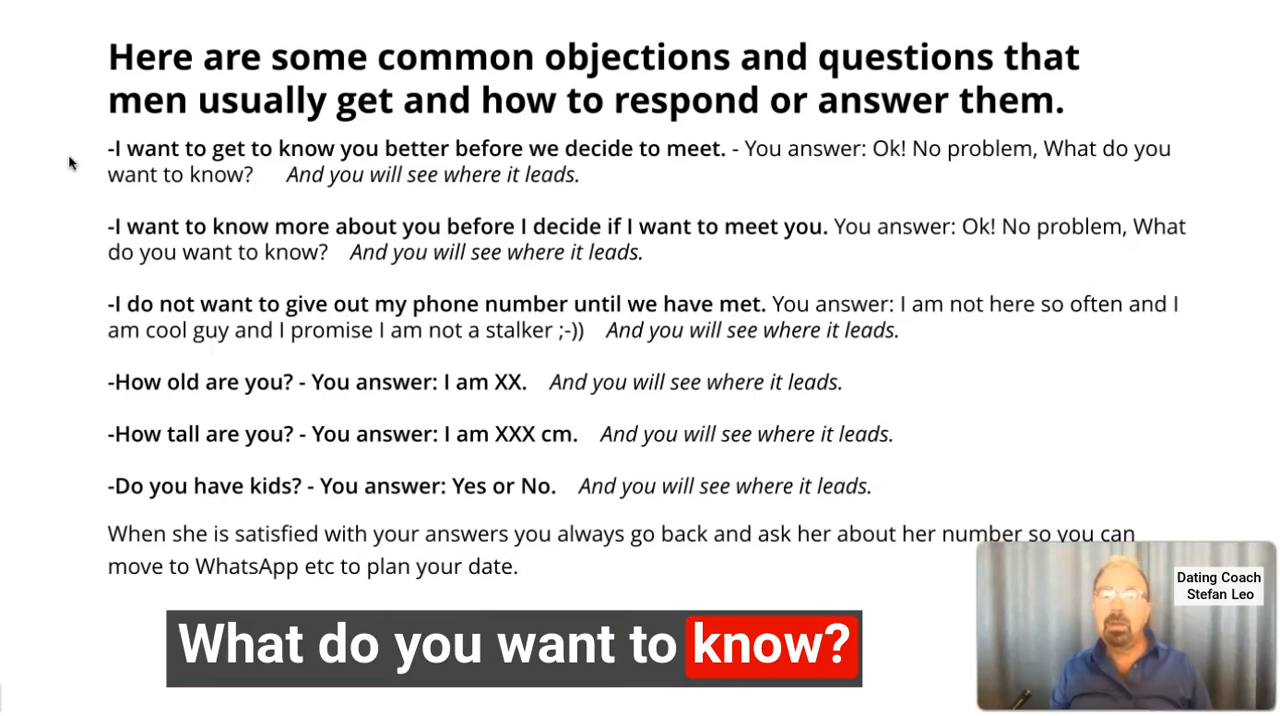 Here are some common objections and questions that
men usually get and how to respond or answer them.
-I want to get to know you better before we decide to meet. - You answer: Ok! No problem, What do you
want to know? And you will see where it leads.
-I want to know more about you before I decide if I want to meet you. You answer: Ok! No problem, What
do you want to know? And you will see where it leads.
-I do not want to give out my phone number until we have met. You answer: I am not here so often and I
am cool guy and I promise I am not a stalker ;-)) And you will see where it leads.
-How old are you? - You answer: I am XX. And you will see where it leads.
-How tall are you? - You answer: I am XXX cm. And you will see where it leads.
-Do you have kids? - You answer: Yes or No. And you will see where it leads.
When she is satisfied with your answers you always go back and ask her about her number so you can
move to WhatsApp etc to plan your date.
Dating Coach
Stefan Leo
What do you want to know?